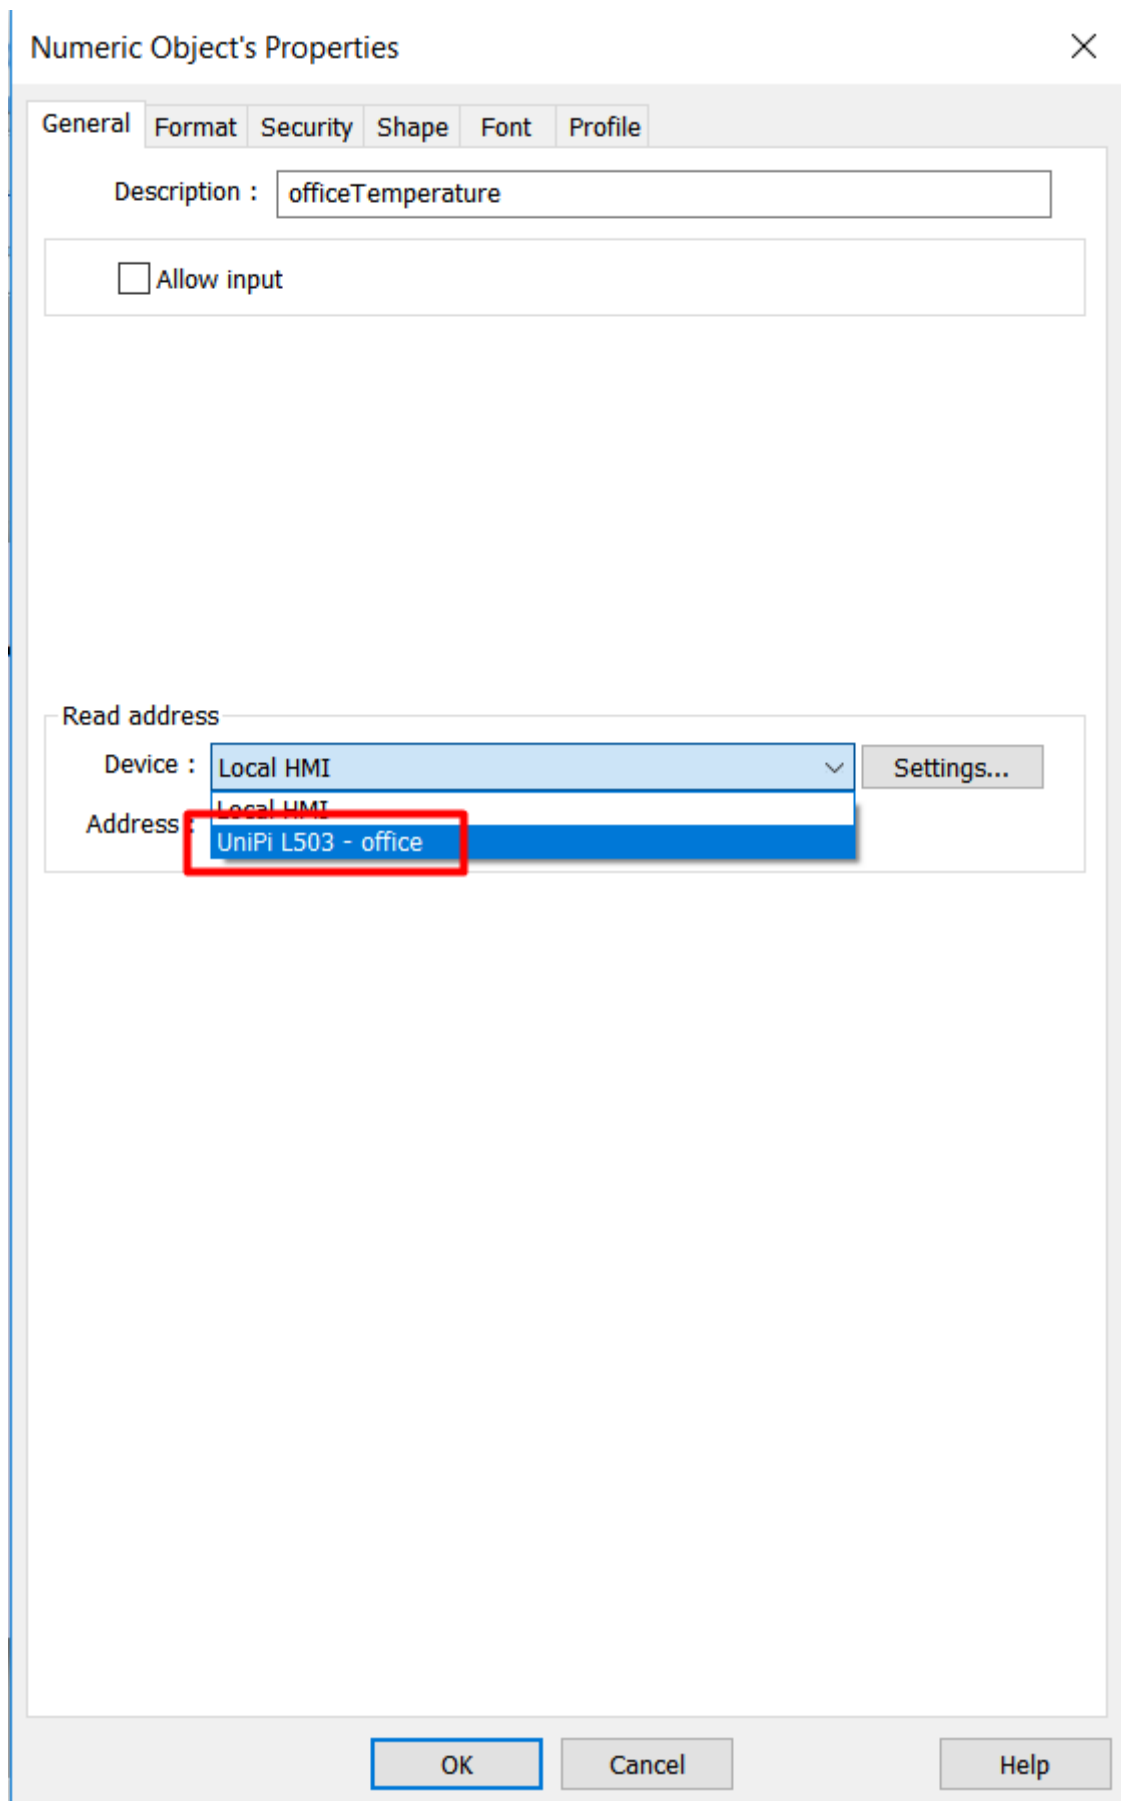 Numeric Object's Properties
General Format Security Shape Font Profile
Description : officeTemperature
Allow input
Read address
Device : Local HMI Settings...
Local HMI
Address :
UniPi L503 - office
OK Cancel Help